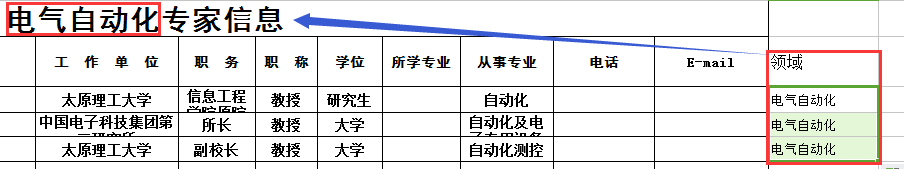 电气自动化专家信息
工 作 单 位 职 务 职 称 学位 所学专业 从事专业 电话 E-mail 领域
太原理工大学 信息工程 教授 研究生 自动化 电气自动化
中国电子科技集团第 所长 教授 大学 自动化及电 电气自动化
太原理工大学 副校长 教授 大学 自动化测控 电气自动化